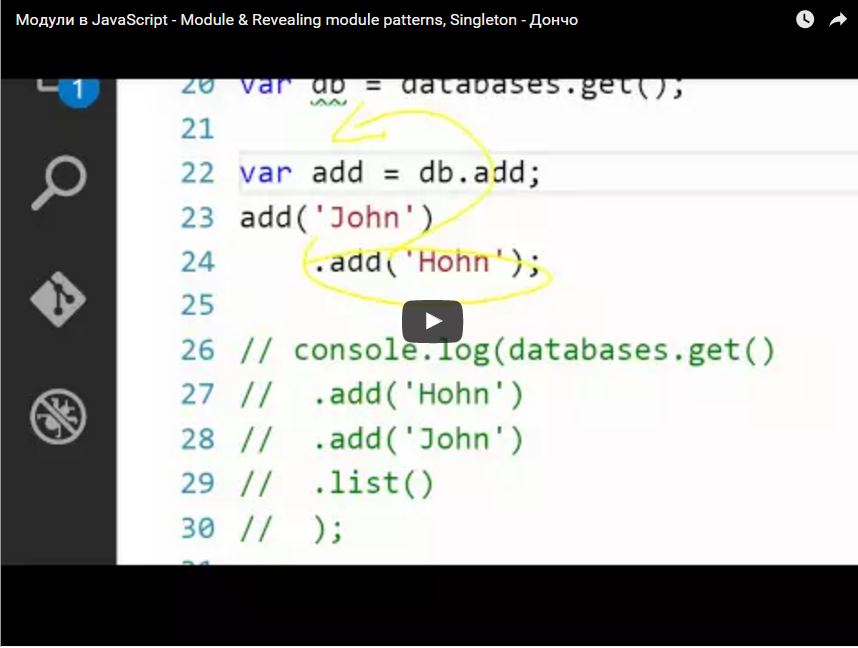 Модули в JavaScript - Module & Revealing module patterns, Singleton - Дончо
1
20 var db = databases.get();
21
22 var add = db.add;
23 add('John')
24 .add('Hohn');
25
26 // console.log(databases.get()
27 // .add('Hohn')
28 // .add('John')
29 // .list()
30 // );